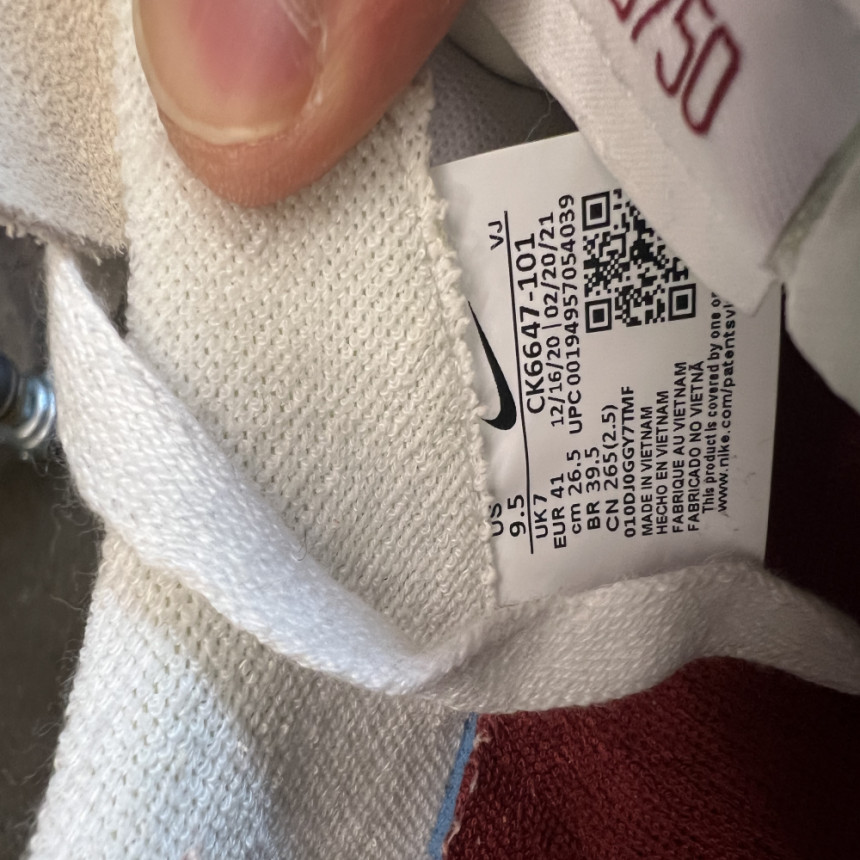 /50
VJ
CK6647-101
12/16/20 | 02/20/21
UPC 00194957054039
US
9.5
UK 7
EUR 41
cm 26.5
BR 39.5
CN 265(2.5)
010DJ0GGY7TMF
MADE IN VIETNAM
HECHO EN VIETNAM
FABRIQUE AU VIETNAM
FABRICADO NO VIETNÃ
This product is covered by one or
www.nike.com/patents